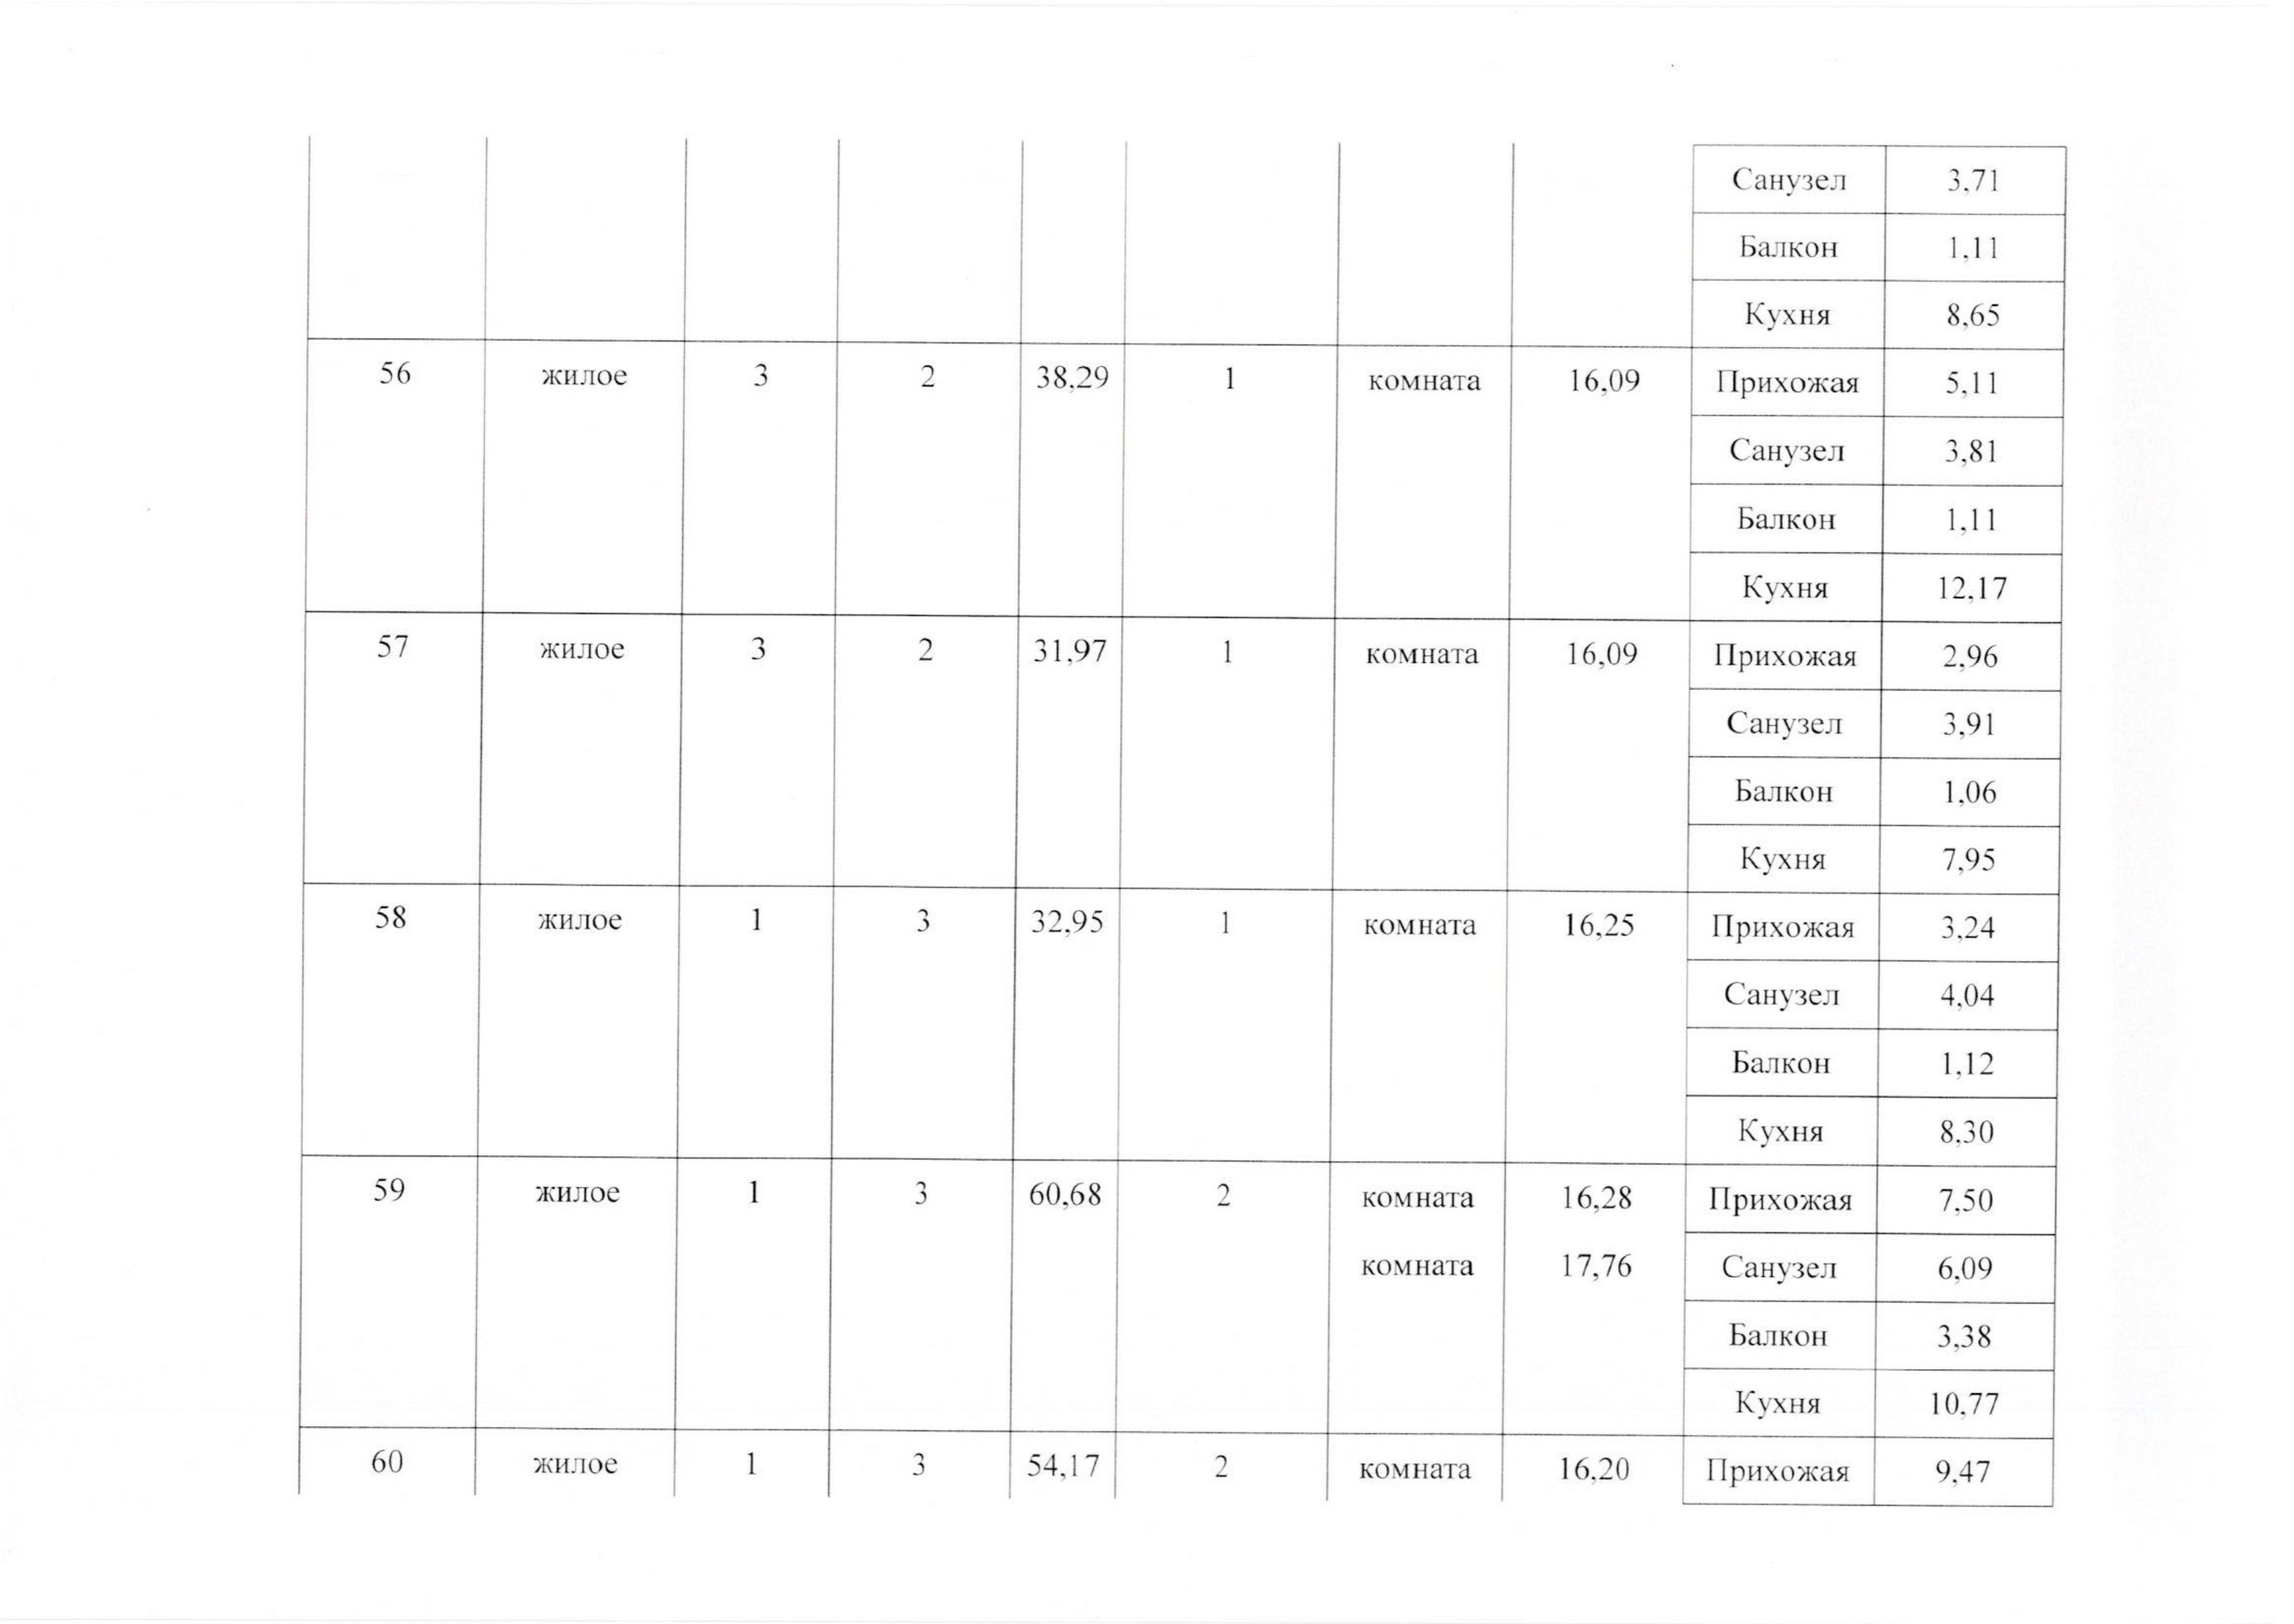 Санузел 3,71
Балкон 1,11
Кухня 8,65
56 жилое 3 2 38,29 1 комната 16,09 Прихожая 5,11
Санузел 3,81
Балкон 1,11
Кухня 12,17
57 жилое 3 2 31,97 1 комната 16,09 Прихожая 2,96
Санузел 3,91
Балкон 1,06
Кухня 7,95
58 жилое 1 3 32,95 1 комната 16,25 Прихожая 3,24
Санузел 4,04
Балкон 1,12
Кухня 8,30
59 жилое 1 3 60,68 2 комната 16,28 Прихожая 7,50
комната 17,76 Санузел 6,09
Балкон 3,38
Кухня 10,77
60 жилое 1 3 54,17 2 комната 16,20 Прихожая 9,47